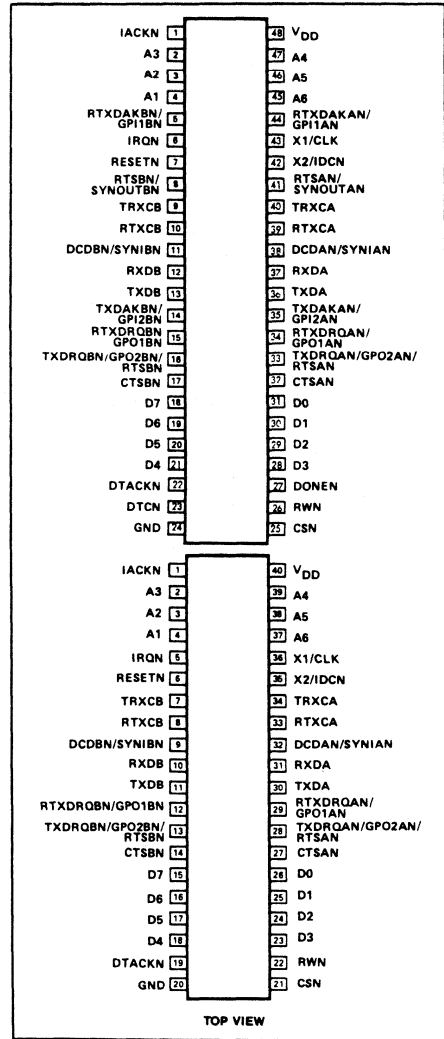 IACKN 1 48 VDD
A3 2 47 A4
A2 3 46 A5
A1 4 45 A6
RTXDAKBN/
GPI1BN 5 44 RTXDAKAN/
GPI1AN
IRQN 6 43 X1/CLK
RESETN 7 42 X2/IDCN
RTSBN/
SYNOUTBN 8 41 RTSAN/
SYNOUTAN
TRXCB 9 40 TRXCA
RTXCB 10 39 RTXCA
DCDBN/SYNIBN 11 38 DCDAN/SYNIAN
RXDB 12 37 RXDA
TXDB 13 36 TXDA
TXDAKBN/
GPI2BN 14 35 TXDAKAN/
GPI2AN
RTXDRQBN
GPO1BN 15 34 RTXDRQAN/
GPO1AN
TXDRQBN/GPO2BN/
RTSBN 16 33 TXDRQAN/GPO2AN/
RTSAN
CTSBN 17 32 CTSAN
D7 18 31 D0
D6 19 30 D1
D5 20 29 D2
D4 21 28 D3
DTACKN 22 27 DONEN
DTCN 23 26 RWN
GND 24 25 CSN
IACKN 1 40 VDD
A3 2 39 A4
A2 3 38 A5
A1 4 37 A6
IRQN 5 36 X1/CLK
RESETN 6 35 X2/IDCN
TRXCB 7 34 TRXCA
RTXCB 8 33 RTXCA
DCDBN/SYNIBN 9 32 DCDAN/SYNIAN
RXDB 10 31 RXDA
TXDB 11 30 TXDA
RTXDRQBN/GPO1BN 12 29 RTXDRQAN/
GPO1AN
TXDRQBN/GPO2BN/
RTSBN 13 28 TXDRQAN/GPO2AN/
RTSAN
CTSBN 14 27 CTSAN
D7 15 26 D0
D6 16 25 D1
D5 17 24 D2
D4 18 23 D3
DTACKN 19 22 RWN
GND 20 21 CSN
TOP VIEW